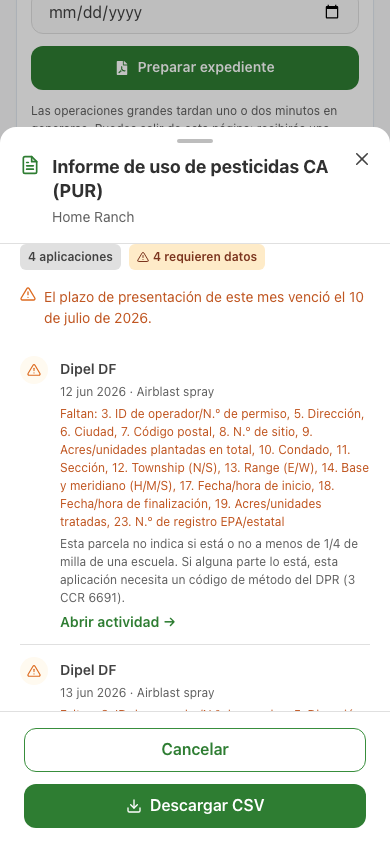 mm/dd/yyyy
Preparar expediente
Las operaciones grandes tardan uno o dos minutos en
Informe de uso de pesticidas CA
(PUR)
Home Ranch
4 aplicaciones
4 requieren datos
El plazo de presentación de este mes venció el 10
de julio de 2026.
Dipel DF
12 jun 2026 · Airblast spray
Faltan: 3. ID de operador/N.° de permiso, 5. Dirección,
6. Ciudad, 7. Código postal, 8. N.° de sitio, 9.
Acres/unidades plantadas en total, 10. Condado, 11.
Sección, 12. Township (N/S), 13. Range (E/W), 14. Base
y meridiano (H/M/S), 17. Fecha/hora de inicio, 18.
Fecha/hora de finalización, 19. Acres/unidades
tratadas, 23. N.° de registro EPA/estatal
Esta parcela no indica si está o no a menos de 1/4 de
milla de una escuela. Si alguna parte lo está, esta
aplicación necesita un código de método del DPR (3
CCR 6691).
Abrir actividad →
Dipel DF
13 jun 2026 · Airblast spray
Cancelar
Descargar CSV